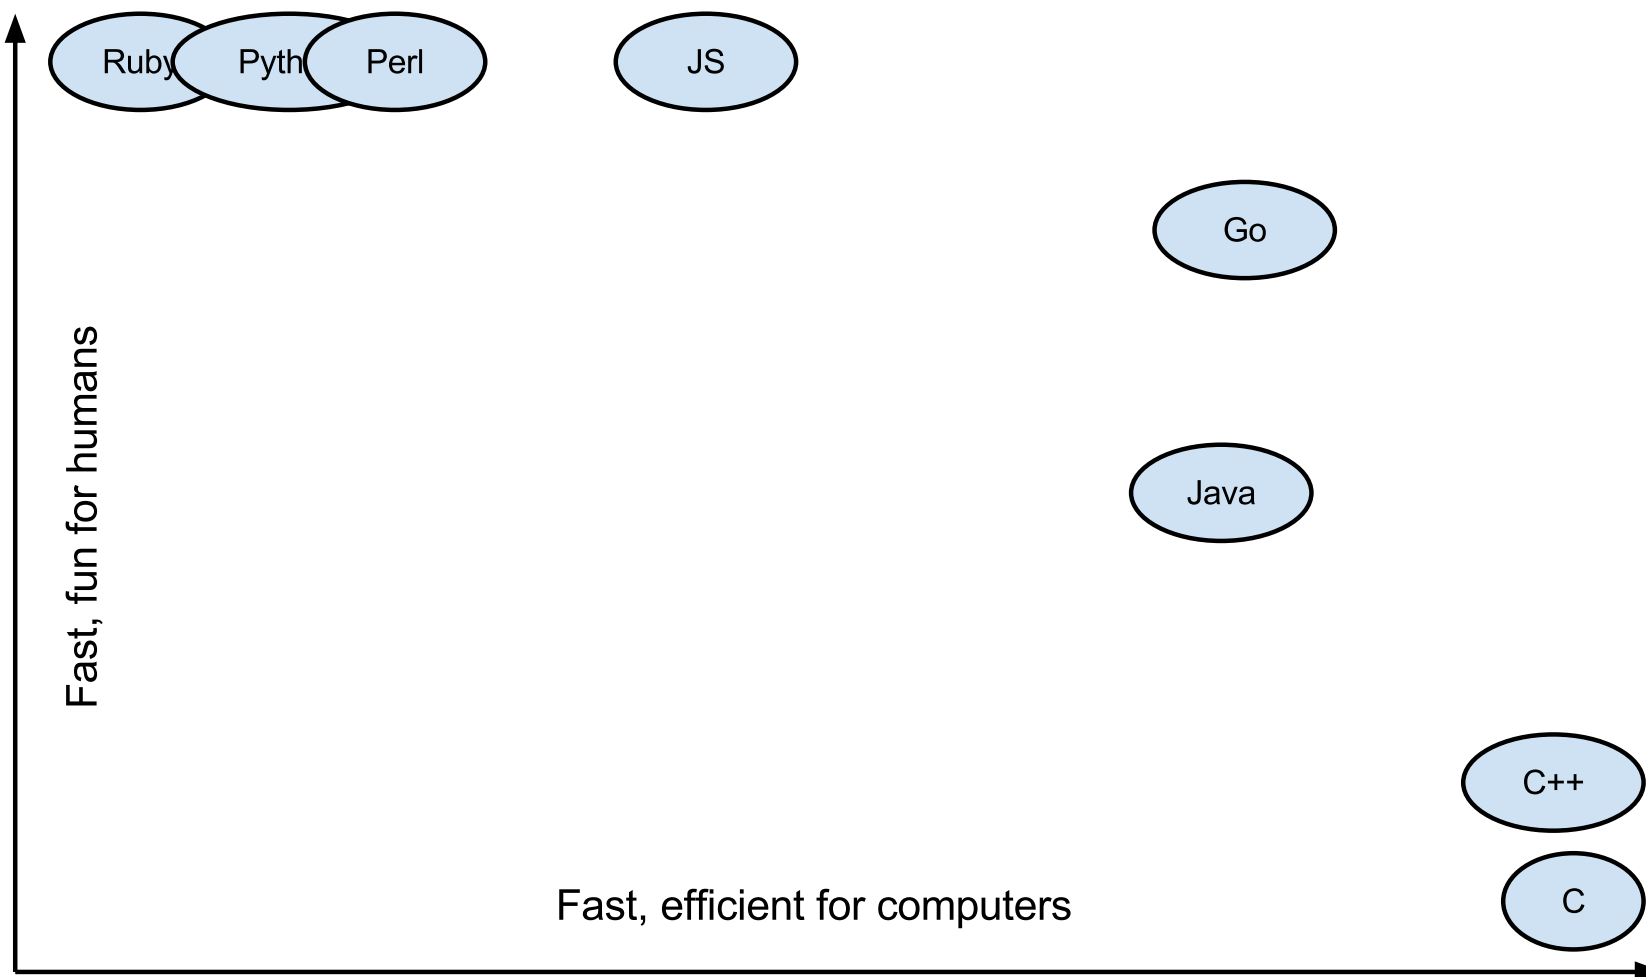 Ruby
Pyth
Perl
JS
Go
Java
C++
C
Fast, fun for humans
Fast, efficient for computers